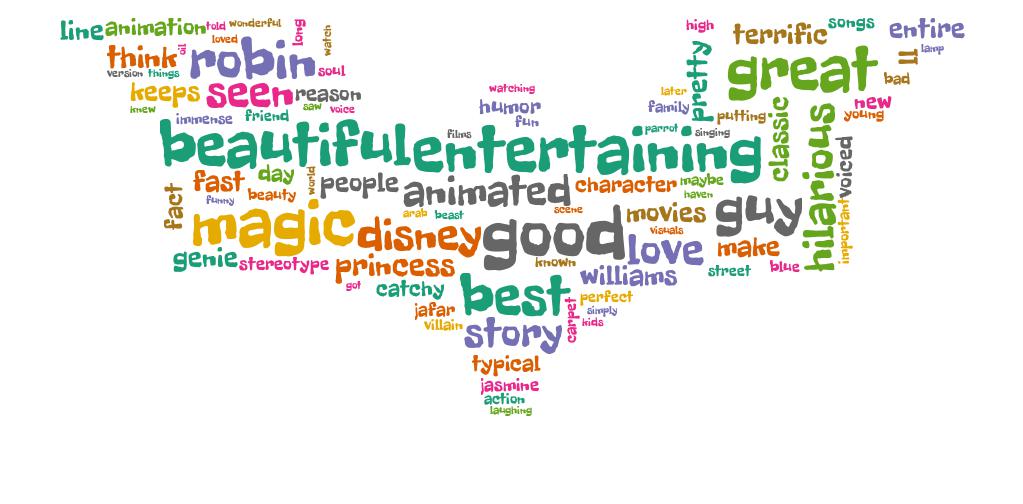 line animation told wonderful
loved
long
watch
high
terrific songs entire
think oil robin soul
version things
pretty
great II lamp
bad
keeps seen reason
knew saw voice
immense friend
watching
humor
fun
later
family
putting
classic
hilarious
new
young
beautiful films entertaining
parrot singing
voiced
fact
fast day world people animated character maybe
funny beauty
haven
arab beast scene
magic disney good movies guy
visuals
important
genie stereotype princess known love make
got
catchy best williams street blue
jafar
villain
carpet
perfect
simply
story kids
typical
jasmine
action
laughing